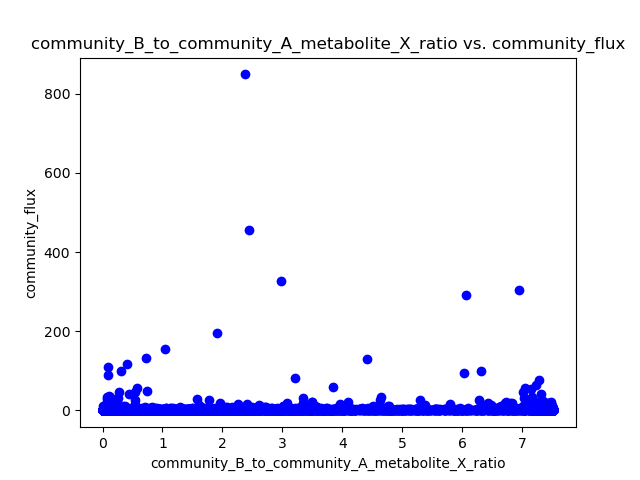 community_B_to_community_A_metabolite_X_ratio vs. community_flux
800
600
400
200
0
community_flux
0 1 2 3 4 5 6 7
community_B_to_community_A_metabolite_X_ratio